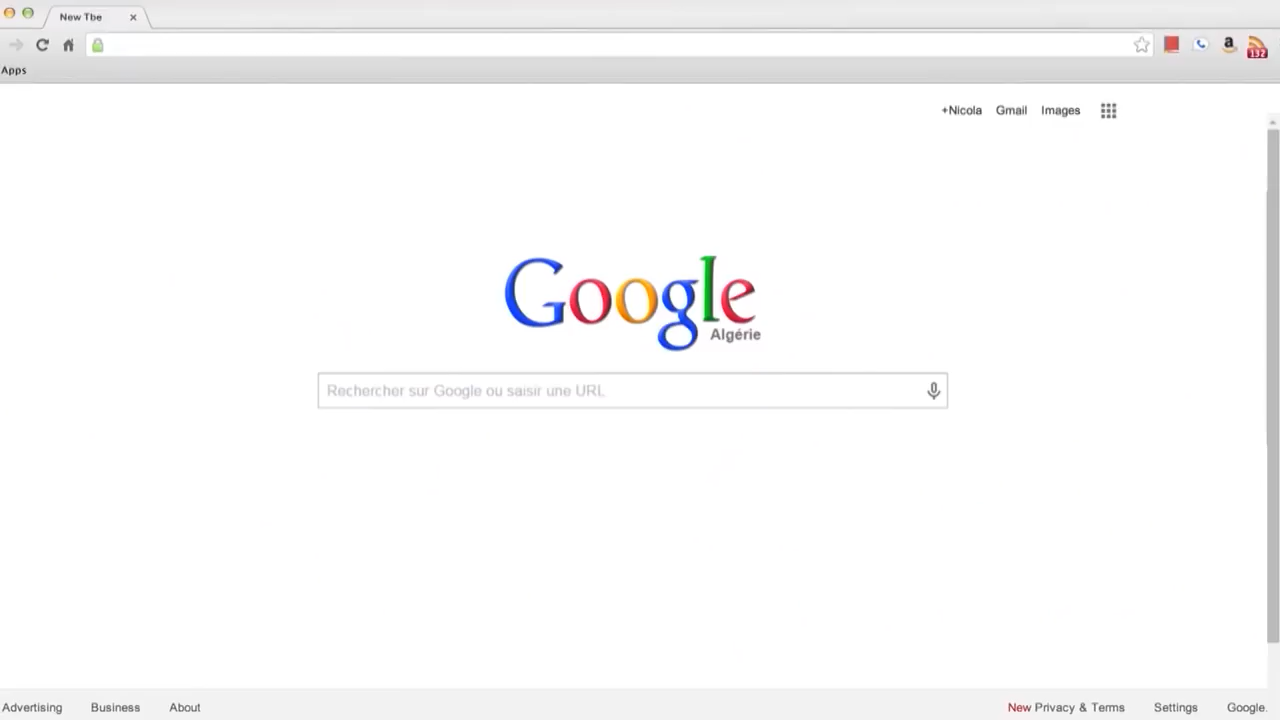 New Tbe
132
Apps
+Nicola Gmail Images
Google
Algérie
Rechercher sur Google ou saisir une URL
Advertising Business About New Privacy & Terms Settings Google.